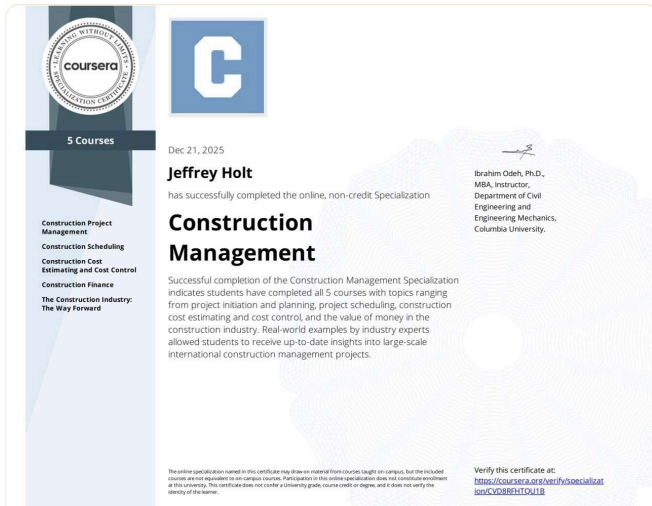 LEARNING WITHOUT LIMITS
coursera
SPECIALIZATION CERTIFICATE
5 Courses
Construction Project
Management
Construction Scheduling
Construction Cost
Estimating and Cost Control
Construction Finance
The Construction Industry:
The Way Forward
C
Dec 21, 2025
Jeffrey Holt
has successfully completed the online, non-credit Specialization
Construction
Management
Successful completion of the Construction Management Specialization
indicates students have completed all 5 courses with topics ranging
from project initiation and planning, project scheduling, construction
cost estimating and cost control, and the value of money in the
construction industry. Real-world examples by industry experts
allowed students to receive up-to-date insights into large-scale
international construction management projects.
Ibrahim Odeh, Ph.D.,
MBA, Instructor,
Department of Civil
Engineering and
Engineering Mechanics,
Columbia University.
The online specialization named in this certificate may draw on material from courses taught on-campus, but the included
courses are not equivalent to on-campus courses. Participation in this online specialization does not constitute enrollment
at this university. This certificate does not confer a University grade, course credit or degree, and it does not verify the
identity of the learner.
Verify this certificate at:
https://coursera.org/verify/specializat
ion/CVD8RFHTQU1B